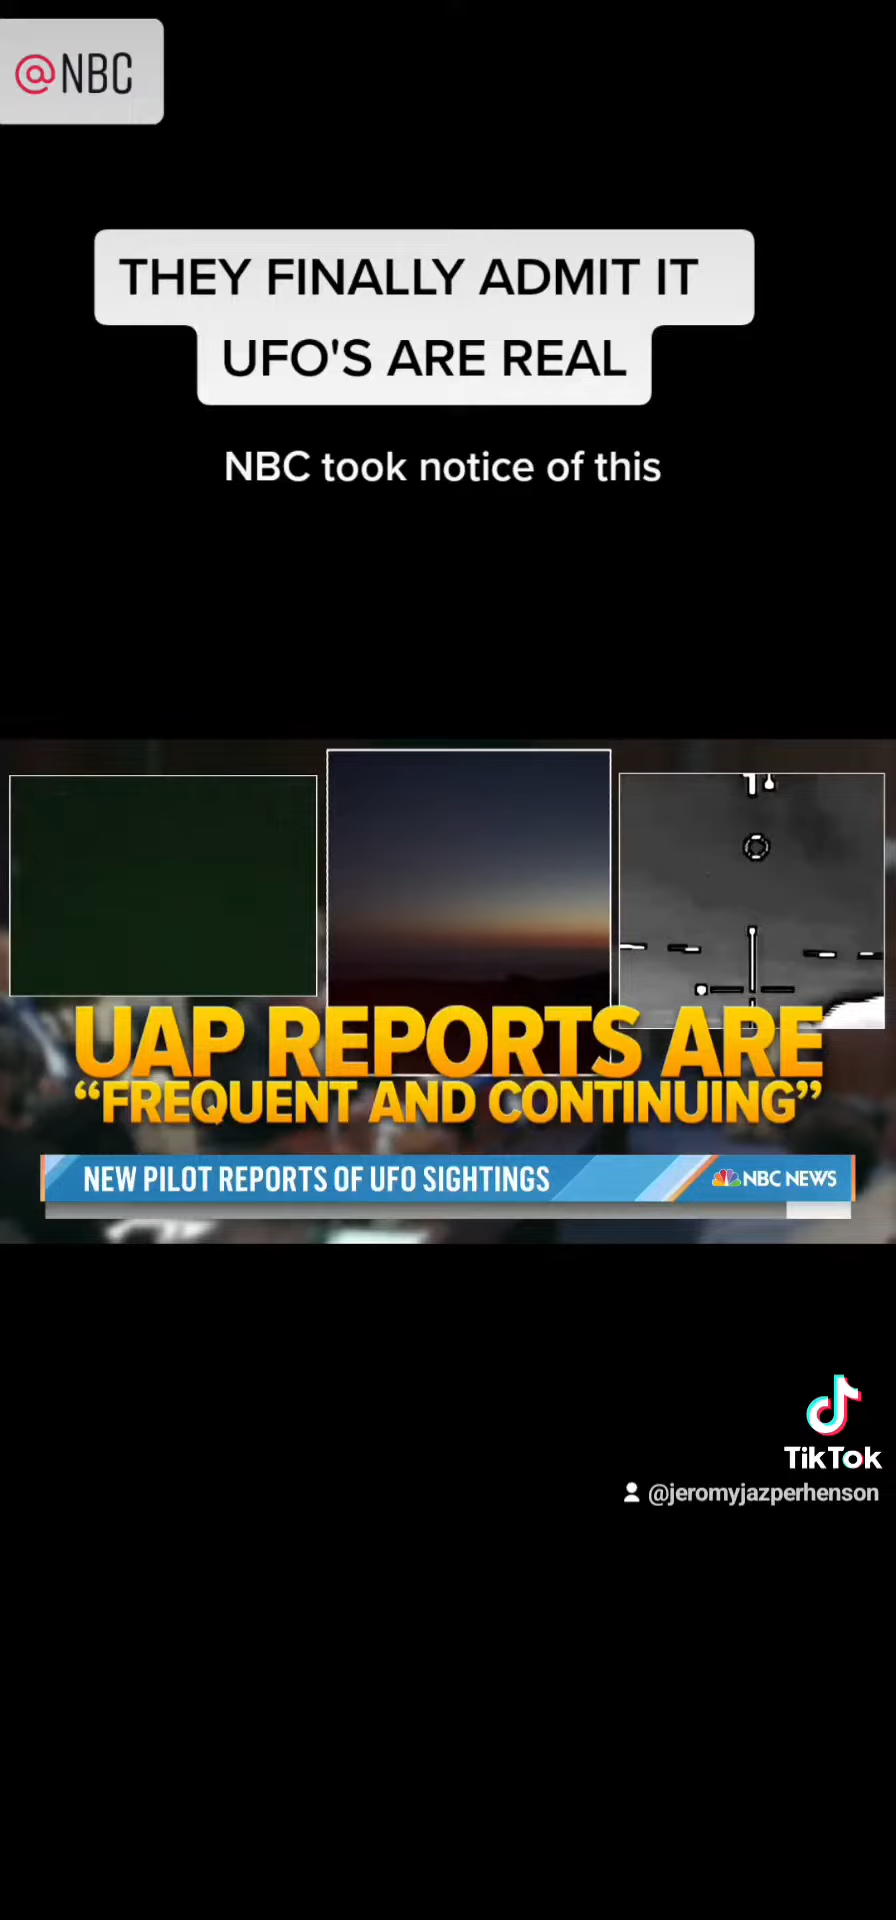 @NBC
THEY FINALLY ADMIT IT
UFO'S ARE REAL
NBC took notice of this
UAP REPORTS ARE
“FREQUENT AND CONTINUING”
NEW PILOT REPORTS OF UFO SIGHTINGS
NBC NEWS
TikTok
@jeromyjazperhenson